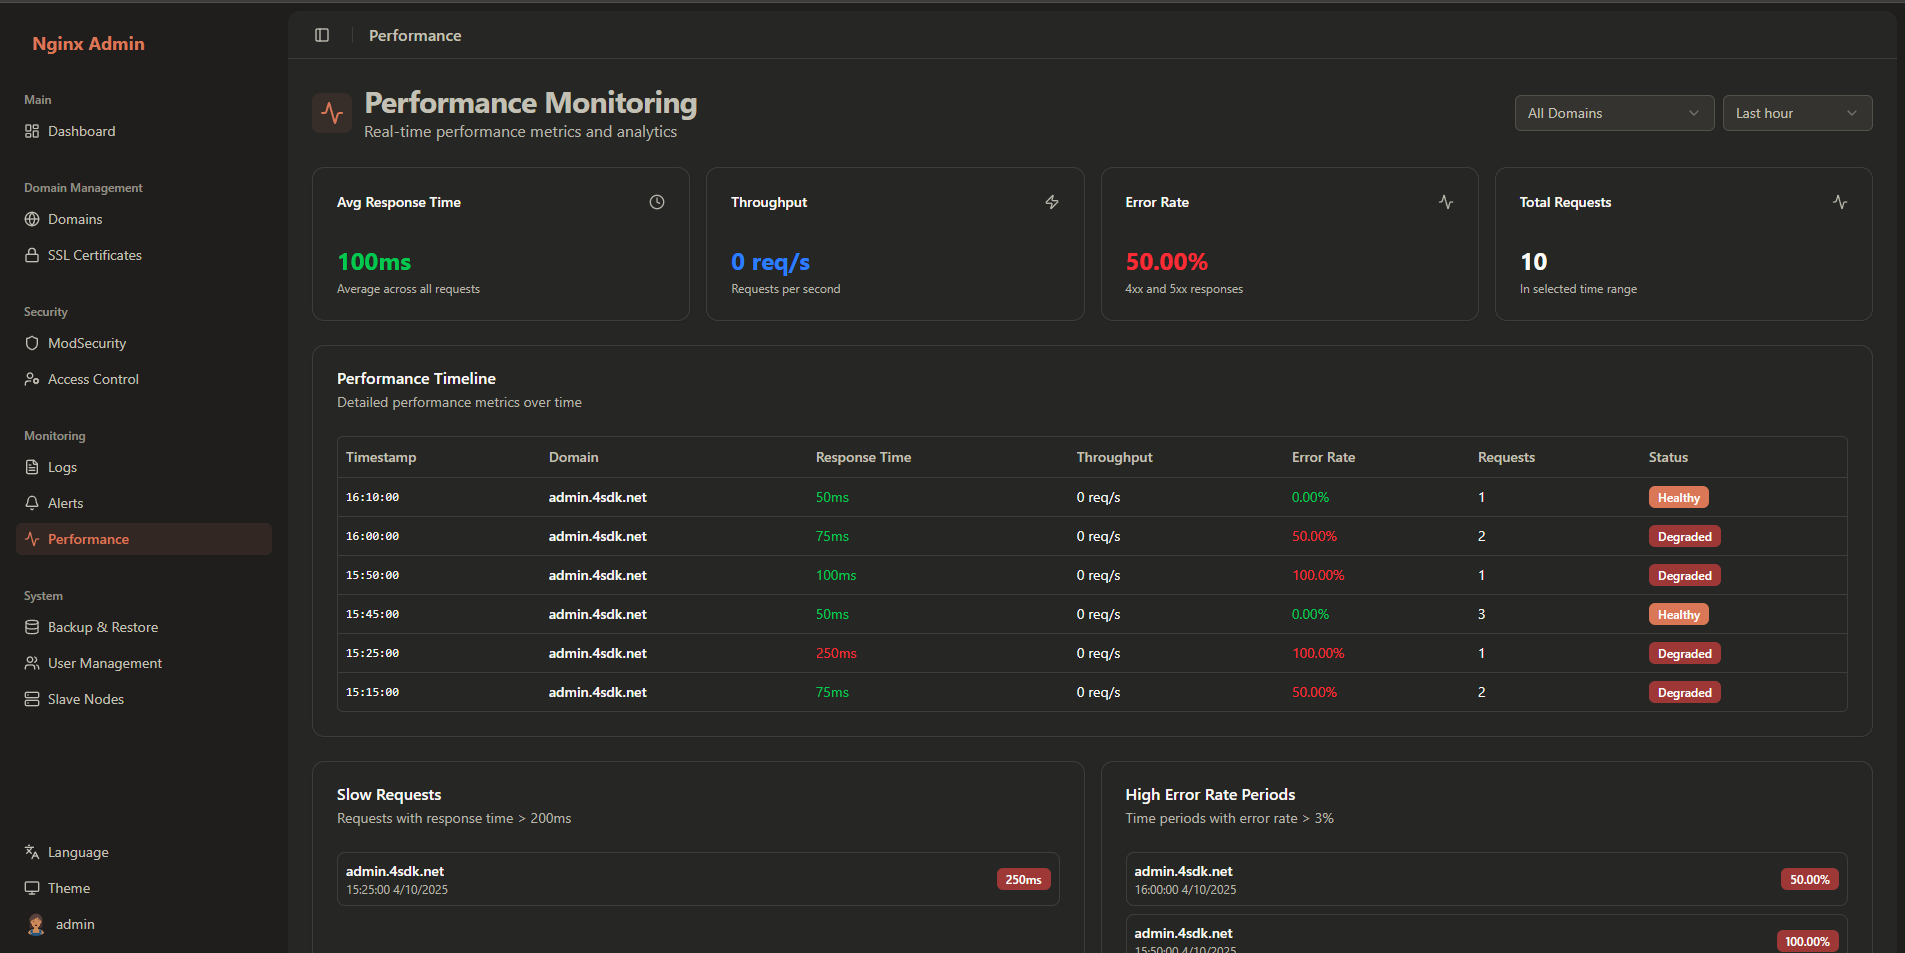 Nginx Admin
Main
Dashboard
Domain Management
Domains
SSL Certificates
Security
ModSecurity
Access Control
Monitoring
Logs
Alerts
Performance
System
Backup & Restore
User Management
Slave Nodes
Language
Theme
admin
Performance
Performance Monitoring
Real-time performance metrics and analytics
All Domains
Last hour
Avg Response Time
100ms
Average across all requests
Throughput
0 req/s
Requests per second
Error Rate
50.00%
4xx and 5xx responses
Total Requests
10
In selected time range
Performance Timeline
Detailed performance metrics over time
Timestamp Domain Response Time Throughput Error Rate Requests Status
16:10:00 admin.4sdk.net 50ms 0 req/s 0.00% 1 Healthy
16:00:00 admin.4sdk.net 75ms 0 req/s 50.00% 2 Degraded
15:50:00 admin.4sdk.net 100ms 0 req/s 100.00% 1 Degraded
15:45:00 admin.4sdk.net 50ms 0 req/s 0.00% 3 Healthy
15:25:00 admin.4sdk.net 250ms 0 req/s 100.00% 1 Degraded
15:15:00 admin.4sdk.net 75ms 0 req/s 50.00% 2 Degraded
Slow Requests
Requests with response time > 200ms
admin.4sdk.net
15:25:00 4/10/2025
250ms
High Error Rate Periods
Time periods with error rate > 3%
admin.4sdk.net
16:00:00 4/10/2025
50.00%
admin.4sdk.net
15:50:00 4/10/2025
100.00%